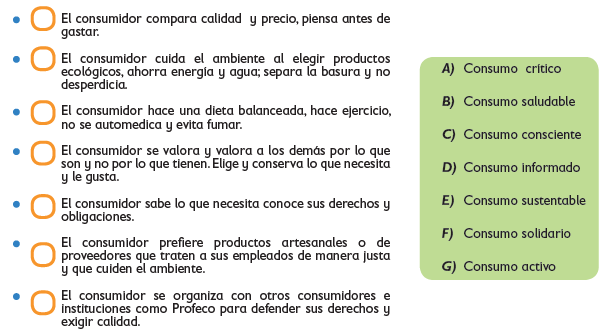 El consumidor compara calidad y precio, piensa antes de
gastar.
El consumidor cuida el ambiente al elegir productos
ecológicos, ahorra energia y agua; separa la basura y no
desperdicia.
El consumidor hace una dieta balanceada, hace ejercicio,
no se automedica y evita fumar.
El consumidor se valora y valora a los demás por lo que
son y no por lo que tienen. Elige y conserva lo que necesita
y le gusta.
El consumidor sabe lo que necesita conoce sus derechos y
obligaciones.
El consumidor prefiere productos artesanales o de
proveedores que traten a sus empleados de manera justa
y que cuiden el ambiente.
El consumidor se organiza con otros consumidores e
instituciones como Profeco para defender sus derechos y
exigir calidad.
A) Consumo crítico
B) Consumo saludable
C) Consumo consciente
D) Consumo informado
E) Consumo sustentable
F) Consumo solidario
G) Consumo activo